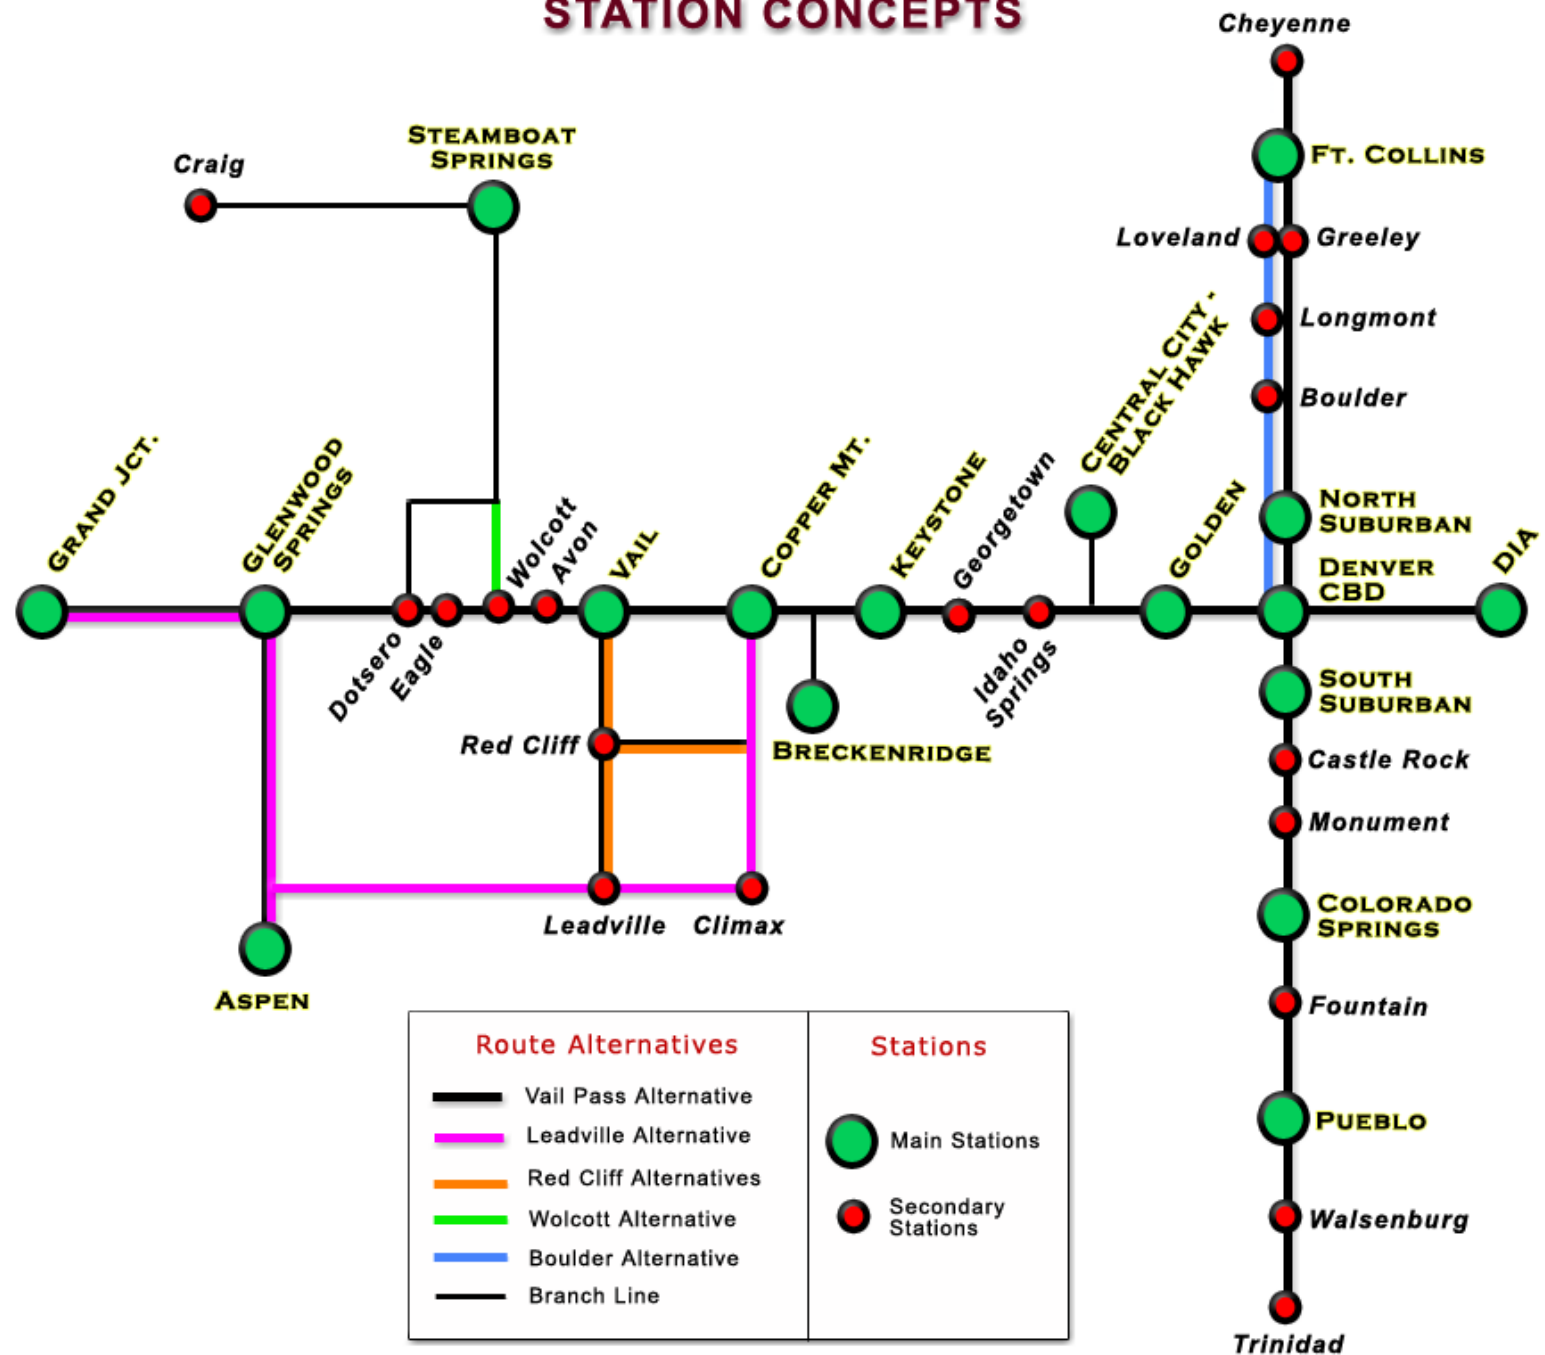 STATION CONCEPTS
Cheyenne
STEAMBOAT
SPRINGS
Craig
FT. COLLINS
Loveland
Greeley
Longmont
Boulder
CENTRAL CITY -
BLACK HAWK
GRAND JCT.
GLENWOOD
SPRINGS
Wolcott
Avon
VAIL
COPPER MT.
KEYSTONE
Georgetown
GOLDEN
NORTH
SUBURBAN
DENVER
CBD
DIA
Dotsero
Eagle
Idaho
Springs
SOUTH
SUBURBAN
Red Cliff
BRECKENRIDGE
Castle Rock
Monument
Leadville
Climax
COLORADO
SPRINGS
ASPEN
Fountain
PUEBLO
Walsenburg
Trinidad
Route Alternatives
Vail Pass Alternative
Leadville Alternative
Red Cliff Alternatives
Wolcott Alternative
Boulder Alternative
Branch Line
Stations
Main Stations
Secondary
Stations